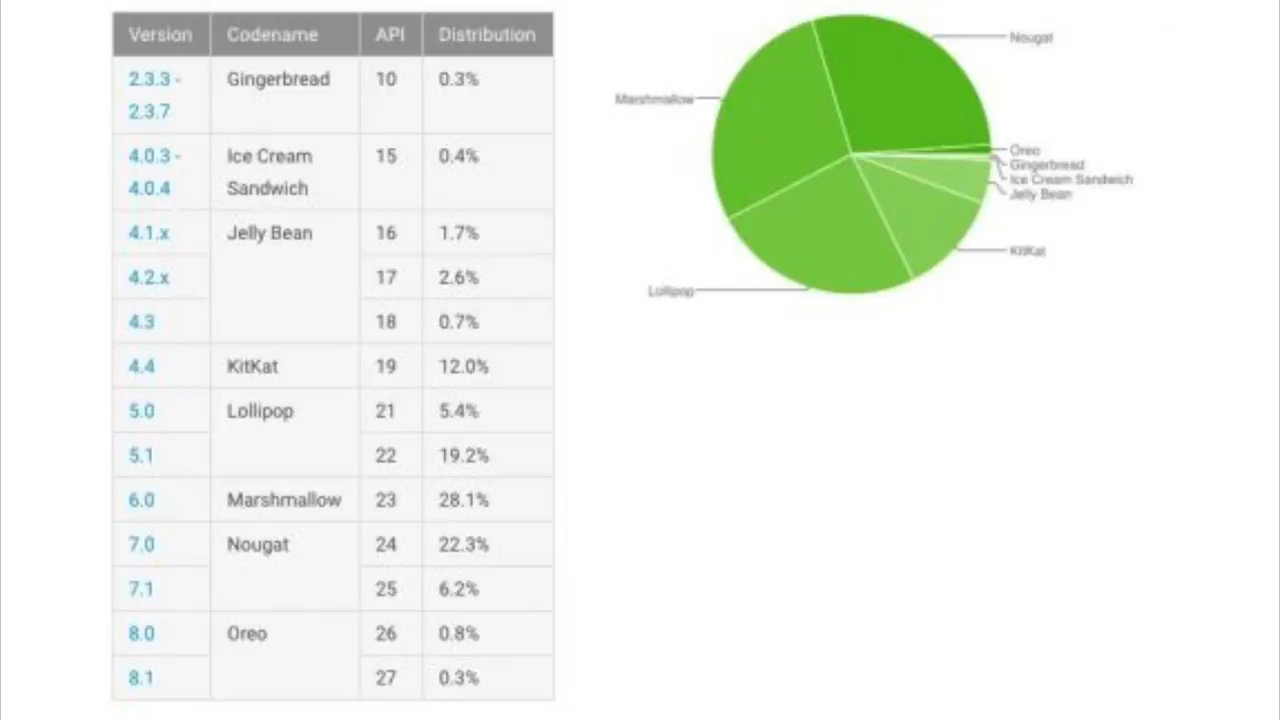 Version Codename API Distribution
2.3.3 - Gingerbread 10 0.3%
2.3.7
4.0.3 - Ice Cream 15 0.4%
4.0.4 Sandwich
4.1.x Jelly Bean 16 1.7%
4.2.x 17 2.6%
4.3 18 0.7%
4.4 KitKat 19 12.0%
5.0 Lollipop 21 5.4%
5.1 22 19.2%
6.0 Marshmallow 23 28.1%
7.0 Nougat 24 22.3%
7.1 25 6.2%
8.0 Oreo 26 0.8%
8.1 27 0.3%
Nougat
Marshmallow
Oreo
Gingerbread
Ice Cream Sandwich
Jelly Bean
KitKat
Lollipop